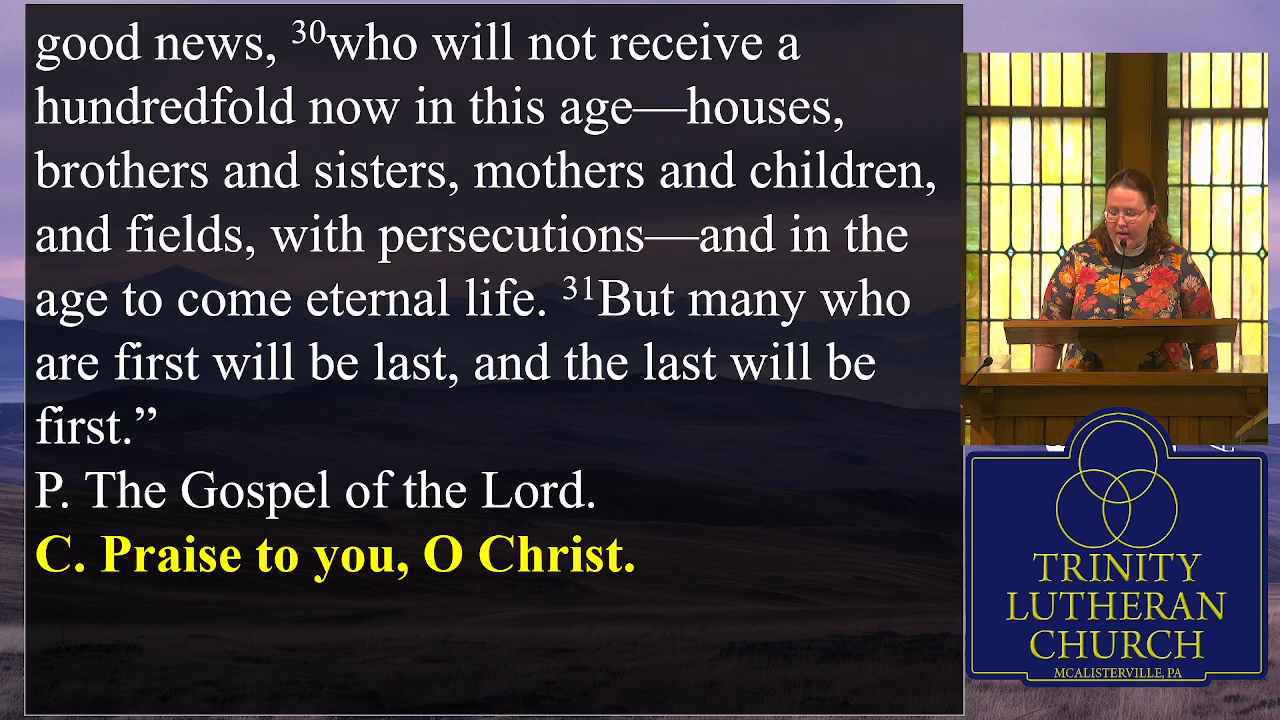 good news, ³⁰who will not receive a
hundredfold now in this age—houses,
brothers and sisters, mothers and children,
and fields, with persecutions—and in the
age to come eternal life. ³¹But many who
are first will be last, and the last will be
first.”
P. The Gospel of the Lord.
C. Praise to you, O Christ.
TRINITY
LUTHERAN
CHURCH
MCALISTERVILLE, PA